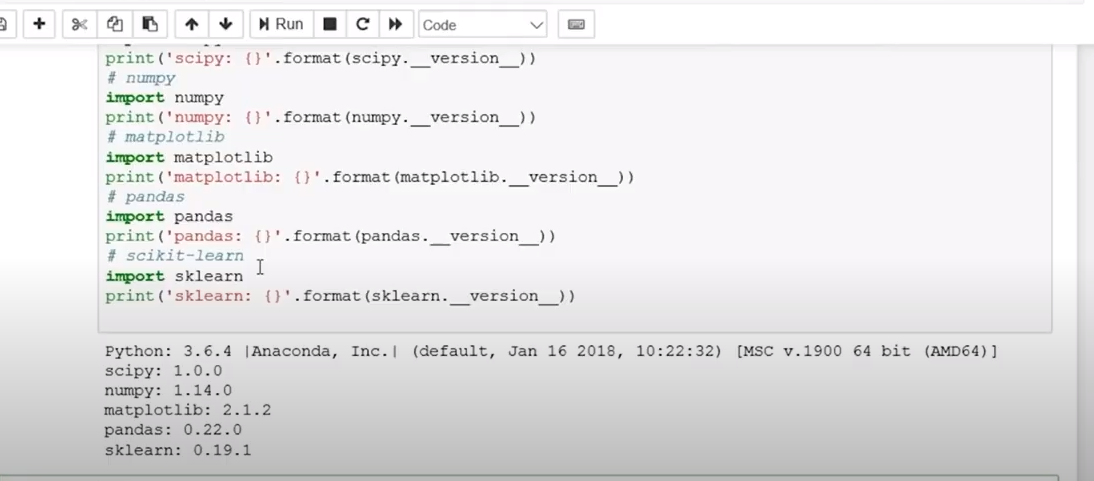 Run
Code
print('scipy: {}'.format(scipy.__version__))
# numpy
import numpy
print('numpy: {}'.format(numpy.__version__))
# matplotlib
import matplotlib
print('matplotlib: {}'.format(matplotlib.__version__))
# pandas
import pandas
print('pandas: {}'.format(pandas.__version__))
# scikit-learn
import sklearn
print('sklearn: {}'.format(sklearn.__version__))
Python: 3.6.4 |Anaconda, Inc.| (default, Jan 16 2018, 10:22:32) [MSC v.1900 64 bit (AMD64)]
scipy: 1.0.0
numpy: 1.14.0
matplotlib: 2.1.2
pandas: 0.22.0
sklearn: 0.19.1